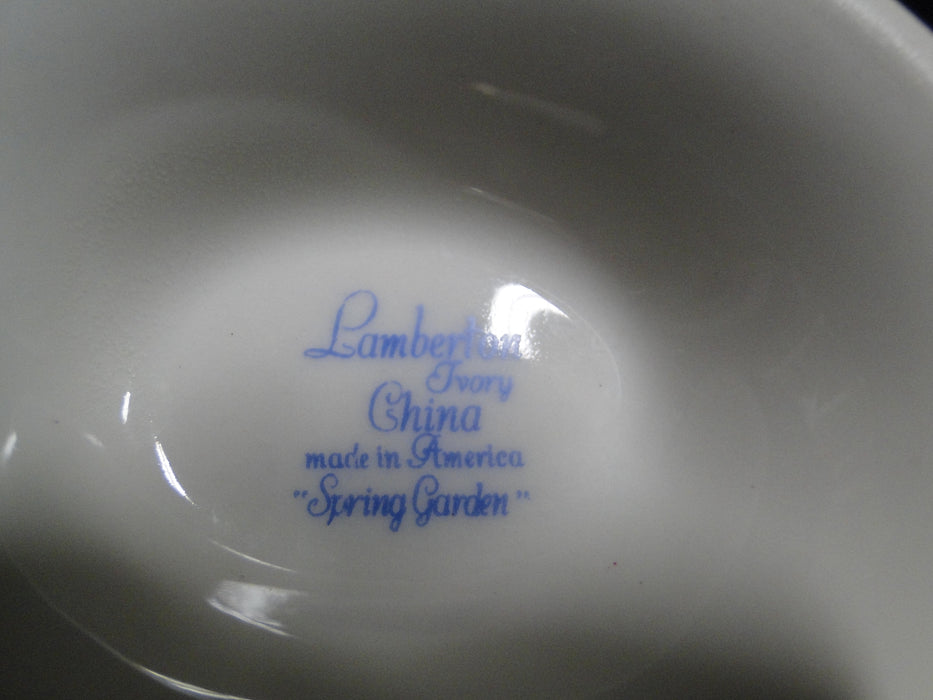 Lamberton
Ivory
China
made in America
"Spring Garden"